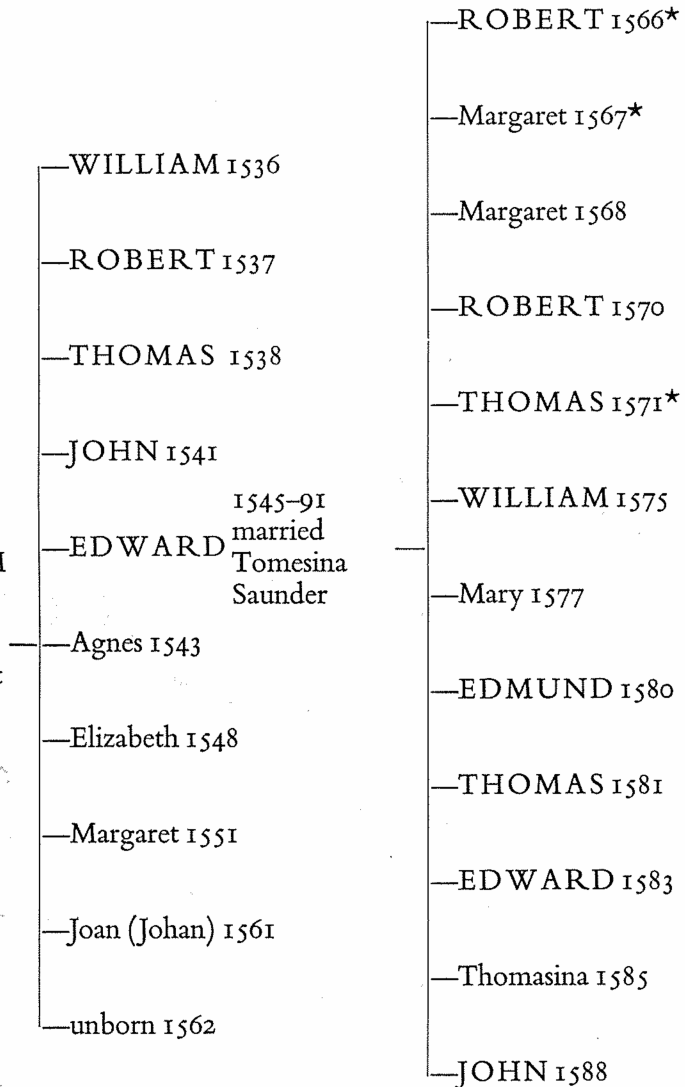 WILLIAM 1536
ROBERT 1537
THOMAS 1538
JOHN 1541
EDWARD
1545–91
married
Tomesina
Saunder
Agnes 1543
Elizabeth 1548
Margaret 1551
Joan (Johan) 1561
unborn 1562
ROBERT 1566★
Margaret 1567★
Margaret 1568
ROBERT 1570
THOMAS 1571★
WILLIAM 1575
Mary 1577
EDMUND 1580
THOMAS 1581
EDWARD 1583
Thomasina 1585
JOHN 1588